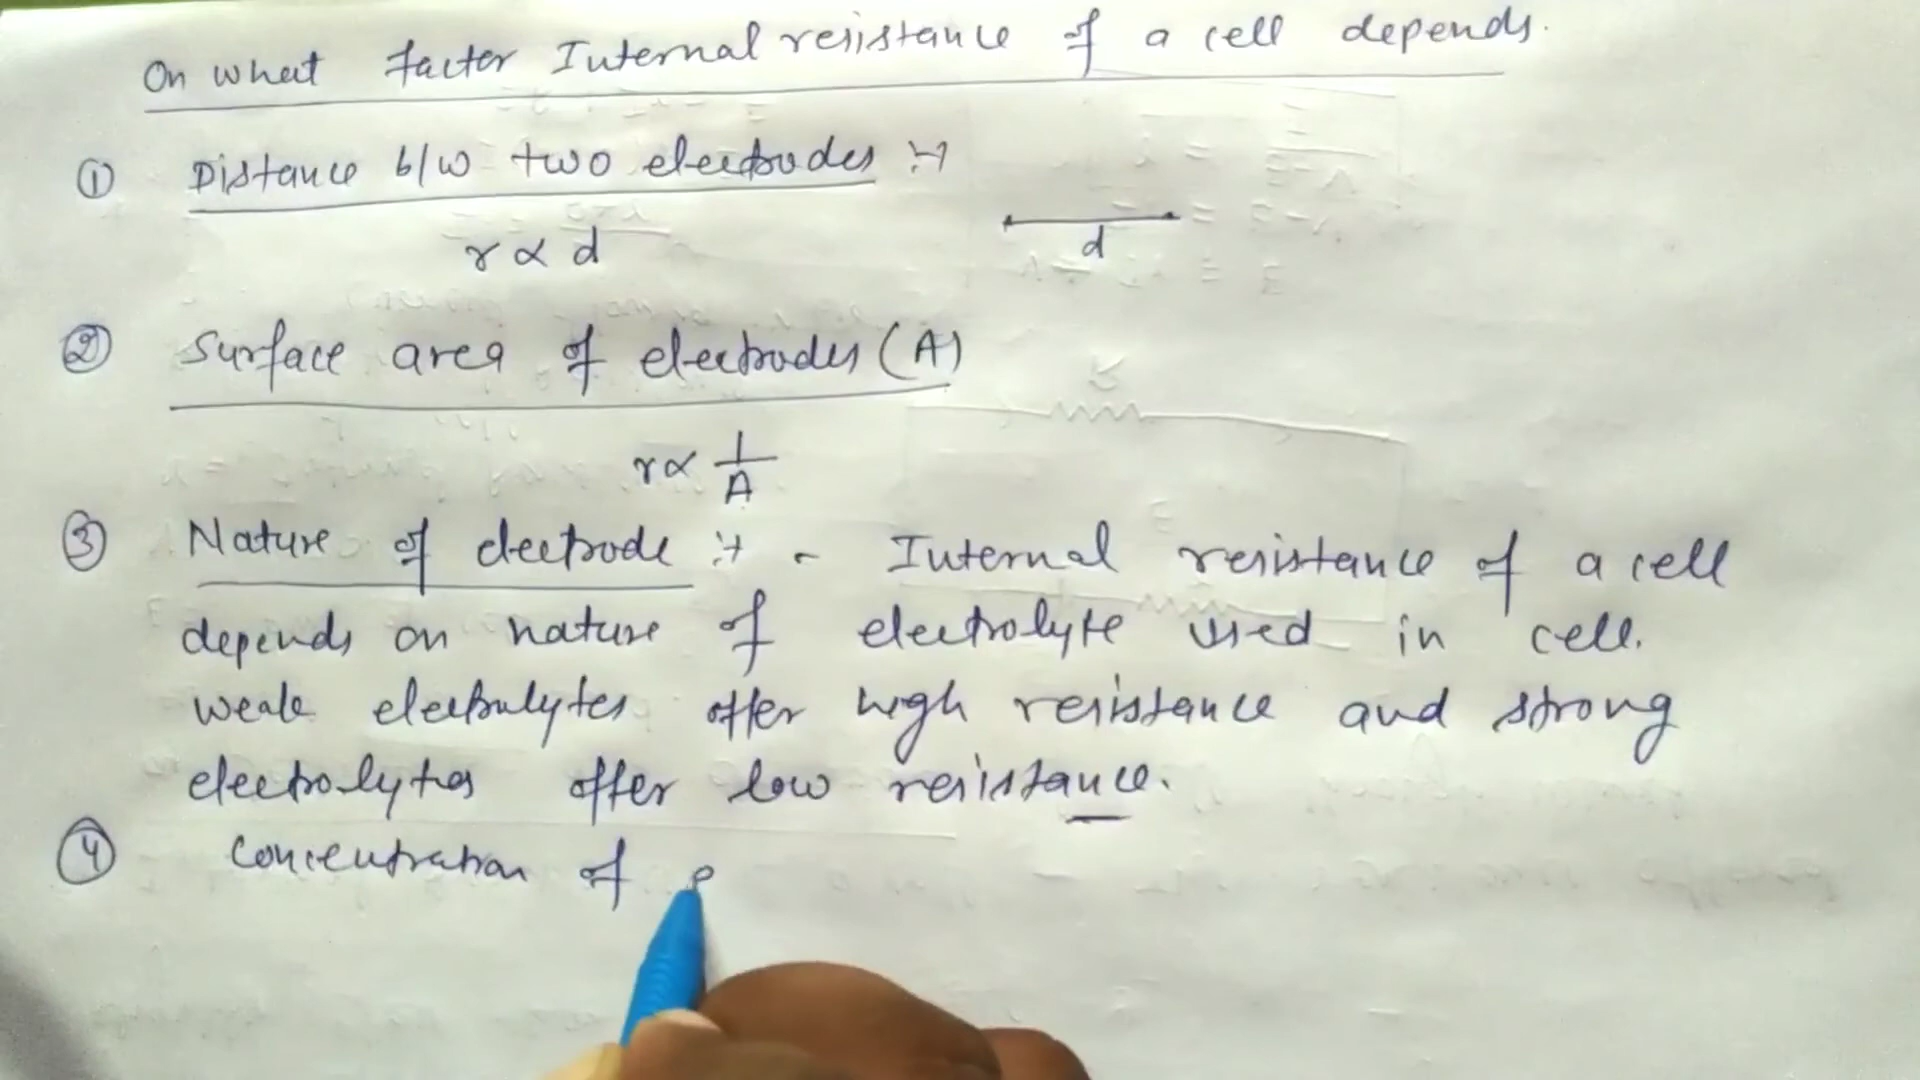 On what factor Internal resistance of a cell depends.
① Distance b/w two electrodes :-
r ∝ d
d
② Surface area of electrodes (A)
r ∝ 1/A
③ Nature of electrode :- - Internal resistance of a cell
depends on nature of electrolyte used in cell.
weak electrolytes offer high resistance and strong
electrolytes offer low resistance.
④ Concentration of e